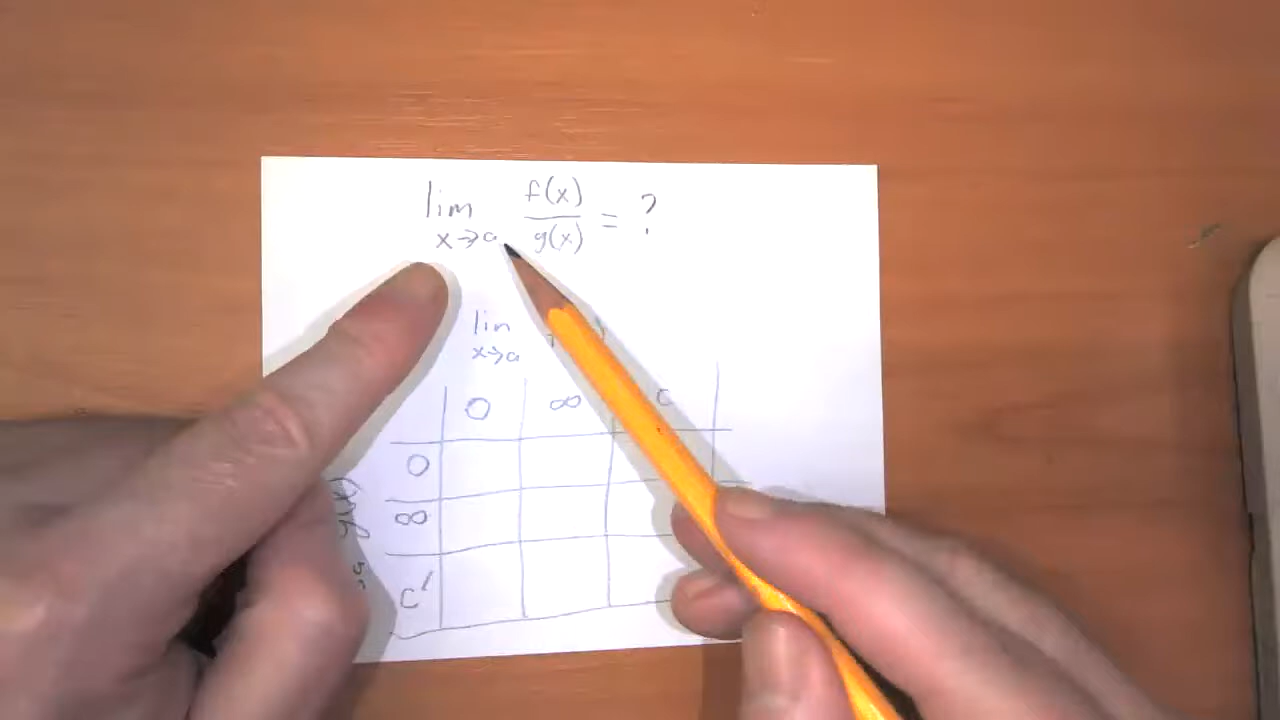 lim f(x)/g(x) = ?
x→a
lim
x→a
0 ∞ c
0
∞
c′